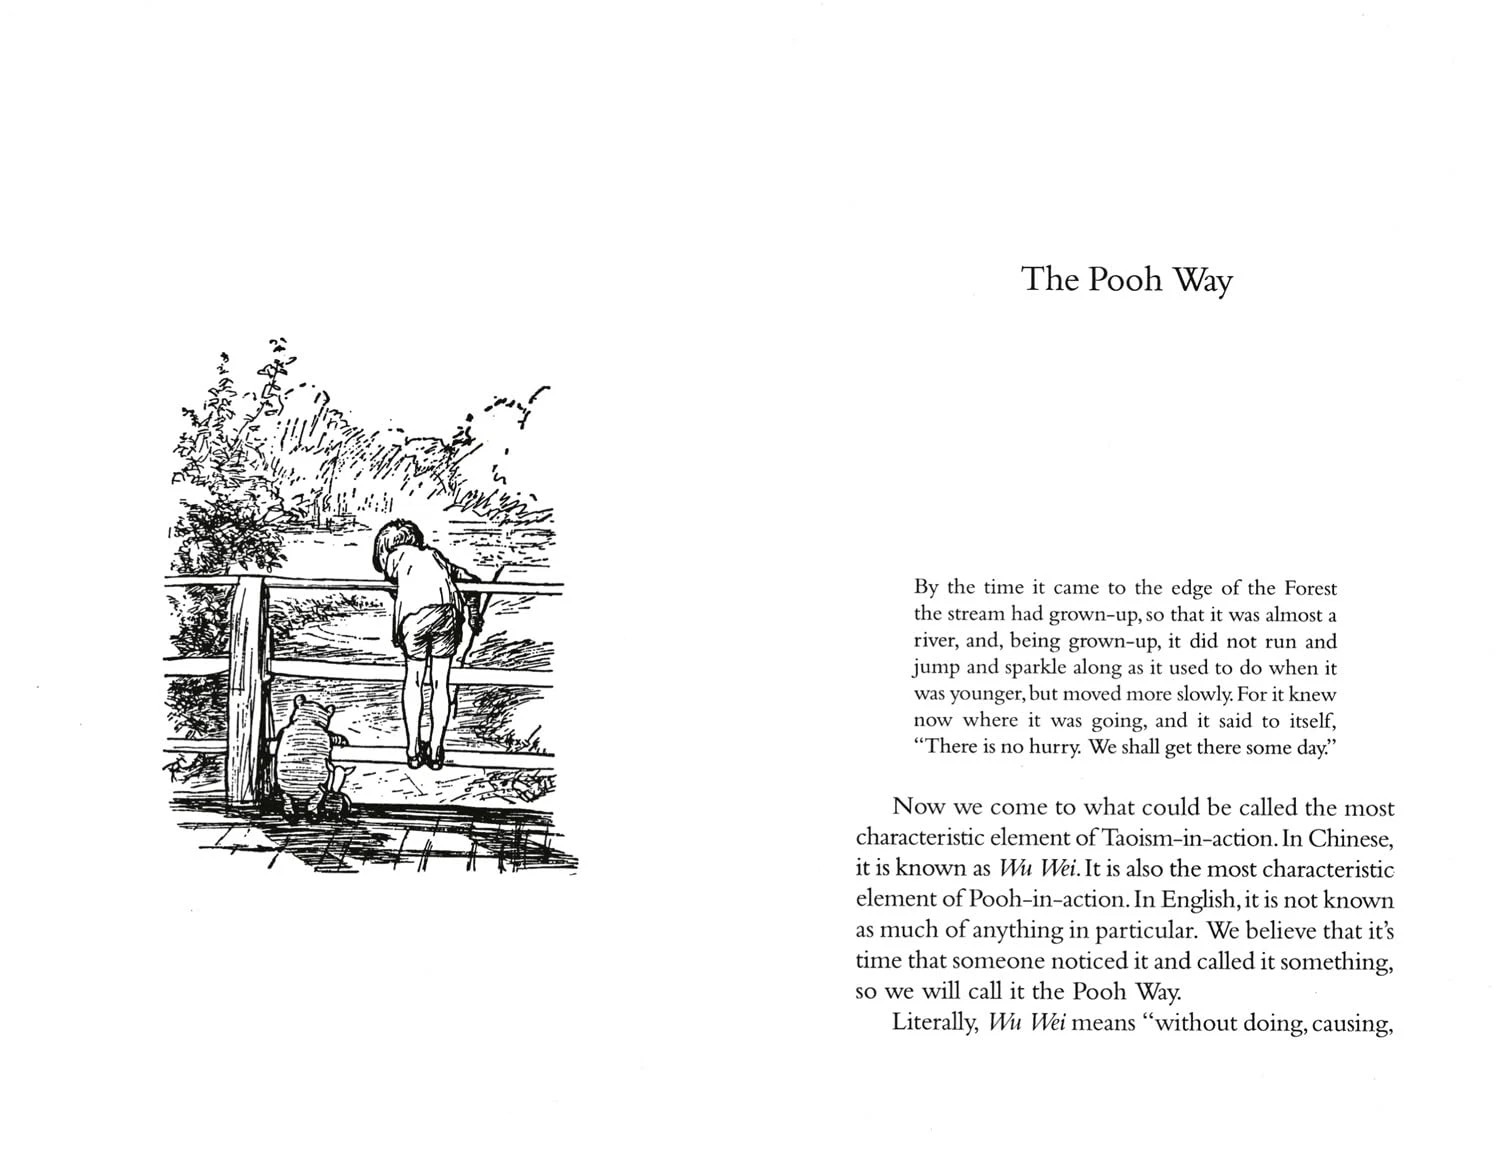 The Pooh Way
By the time it came to the edge of the Forest
the stream had grown-up, so that it was almost a
river, and, being grown-up, it did not run and
jump and sparkle along as it used to do when it
was younger, but moved more slowly. For it knew
now where it was going, and it said to itself,
“There is no hurry. We shall get there some day.”
Now we come to what could be called the most
characteristic element of Taoism-in-action. In Chinese,
it is known as Wu Wei. It is also the most characteristic
element of Pooh-in-action. In English, it is not known
as much of anything in particular. We believe that it’s
time that someone noticed it and called it something,
so we will call it the Pooh Way.
Literally, Wu Wei means “without doing, causing,